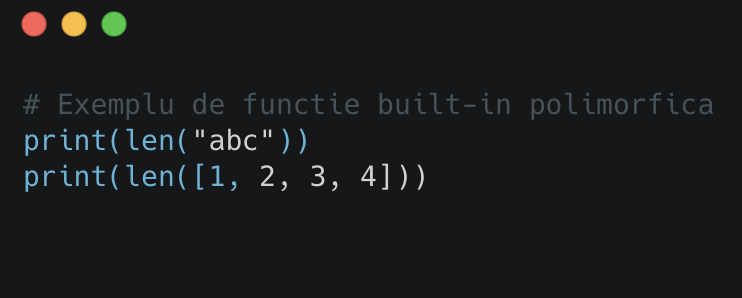 # Exemplu de functie built-in polimorfica
print(len("abc"))
print(len([1, 2, 3, 4]))